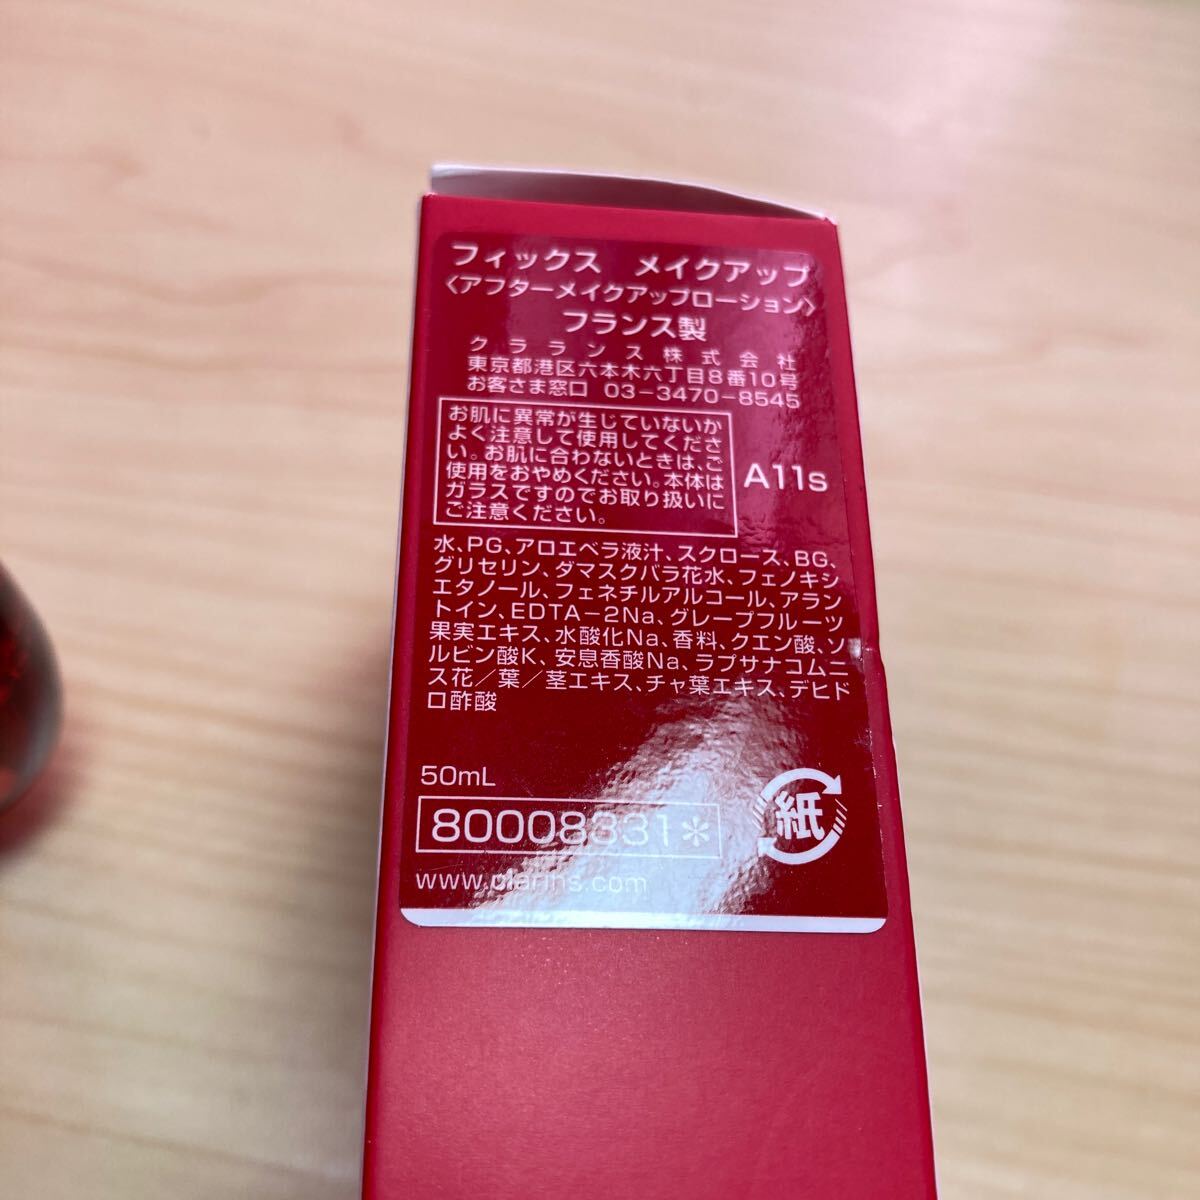 フィックス　メイクアップ
〈アフターメイクアップローション〉
フランス製
クラランス株式会社
東京都港区六本木六丁目8番10号
お客さま窓口 03-3470-8545
お肌に異常が生じていないか
よく注意して使用してくださ
い。お肌に合わないときは、ご
使用をおやめください。本体は
ガラスですのでお取り扱いに
ご注意ください。
A11s
水、PG、アロエベラ液汁、スクロース、BG、
グリセリン、ダマスクバラ花水、フェノキシ
エタノール、フェネチルアルコール、アラン
トイン、EDTA-2Na、グレープフルーツ
果実エキス、水酸化Na、香料、クエン酸、ソ
ルビン酸K、安息香酸Na、ラプサナコムニ
ス花／葉／茎エキス、チャ葉エキス、デヒド
ロ酢酸
50mL
80008331*
紙
www.clarins.com